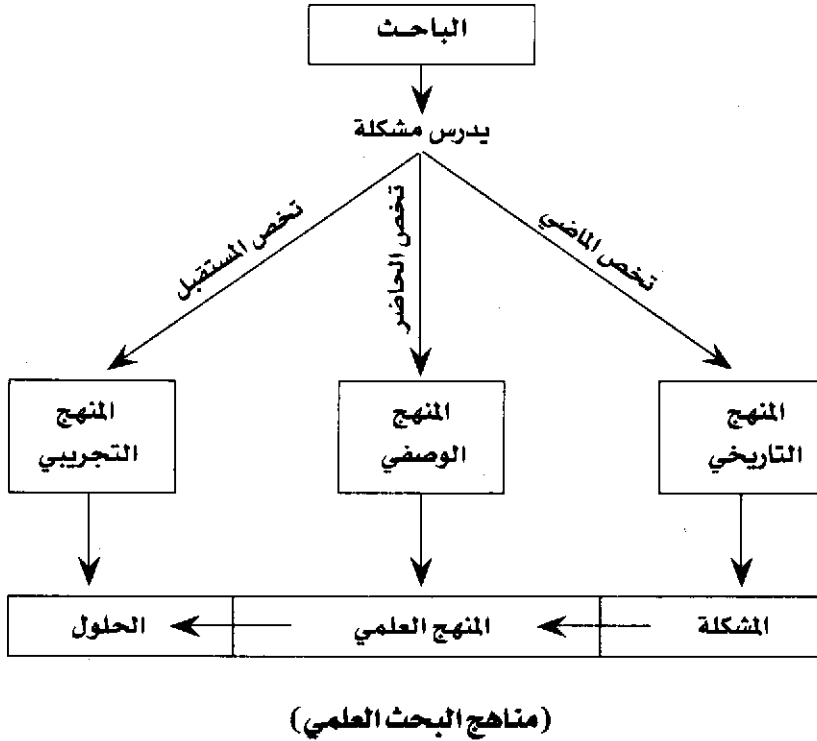 الباحث
يدرس مشكلة
تخص الماضي
تخص الحاضر
تخص المستقبل
المنهج
التاريخي
المنهج
الوصفي
المنهج
التجريبي
المشكلة
المنهج العلمي
الحلول
(مناهج البحث العلمي)